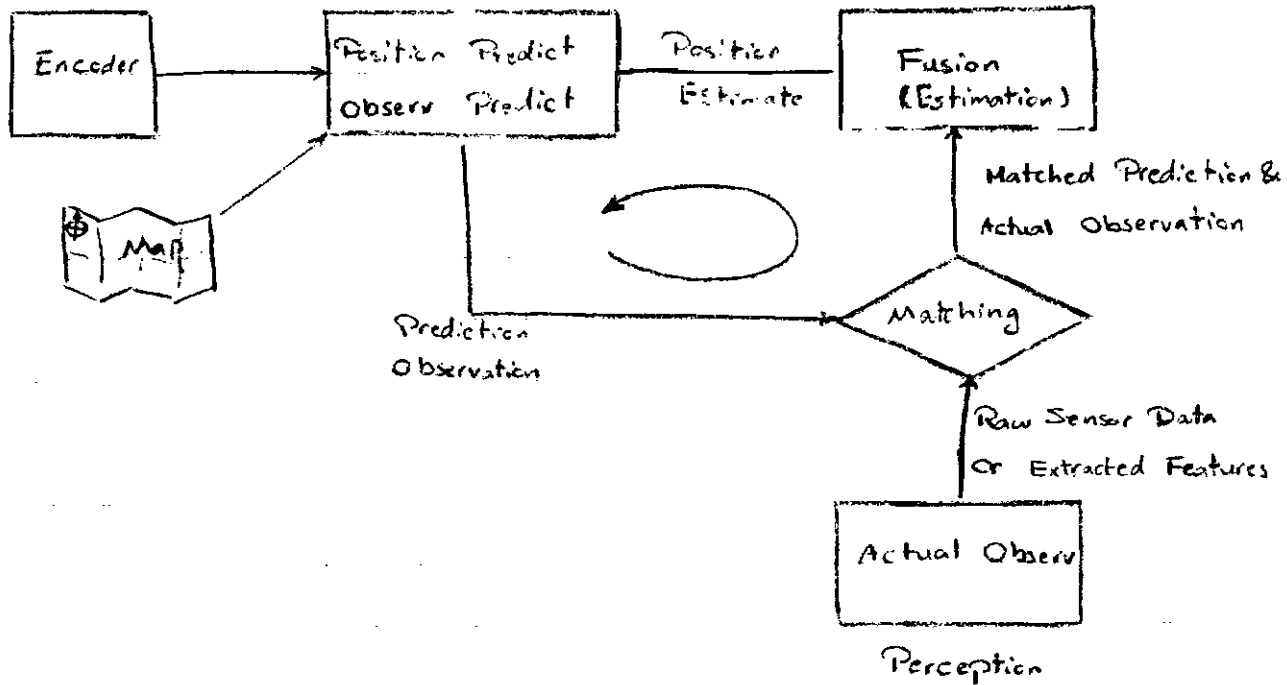 Encoder
Position Predict
Observ Predict
Position
Estimate
Fusion
(Estimation)
Map
Matched Prediction &
Actual Observation
Matching
Prediction
Observation
Raw Sensor Data
Or Extracted Features
Actual Observ
Perception